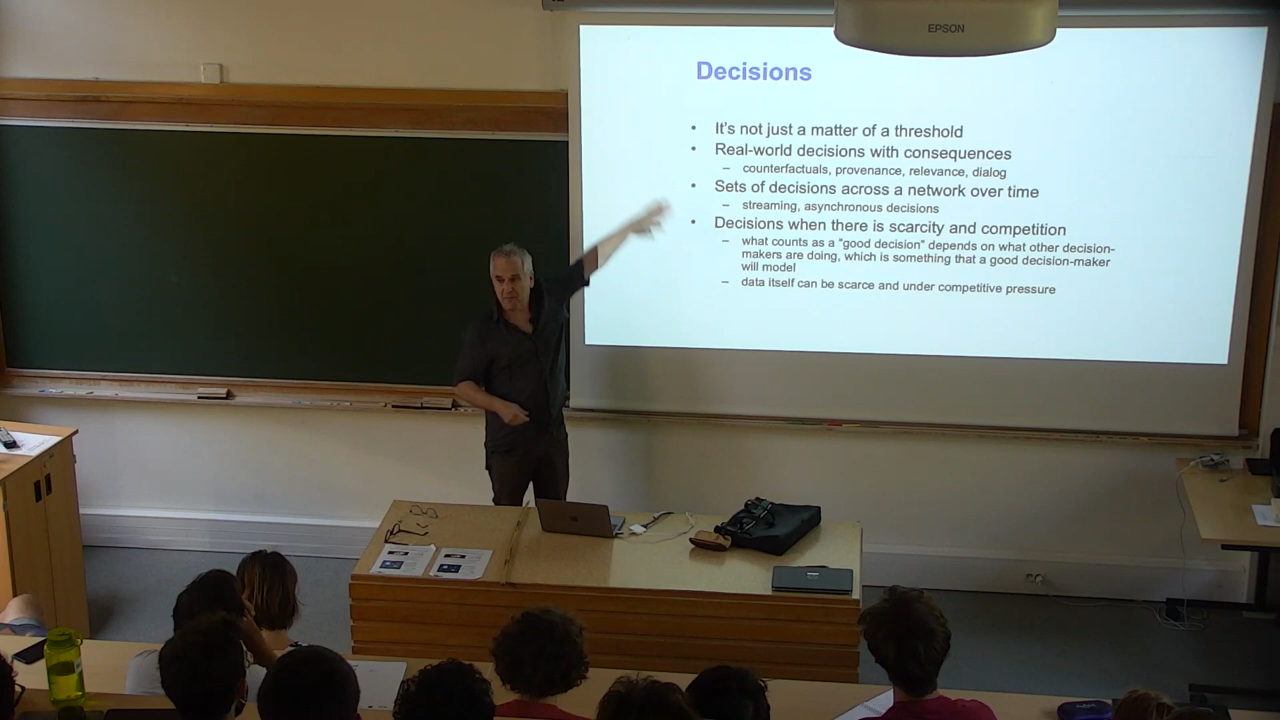 EPSON
Decisions
• It's not just a matter of a threshold
• Real-world decisions with consequences
– counterfactuals, provenance, relevance, dialog
• Sets of decisions across a network over time
– streaming, asynchronous decisions
• Decisions when there is scarcity and competition
– what counts as a "good decision" depends on what other decision-
makers are doing, which is something that a good decision-maker
will model
– data itself can be scarce and under competitive pressure